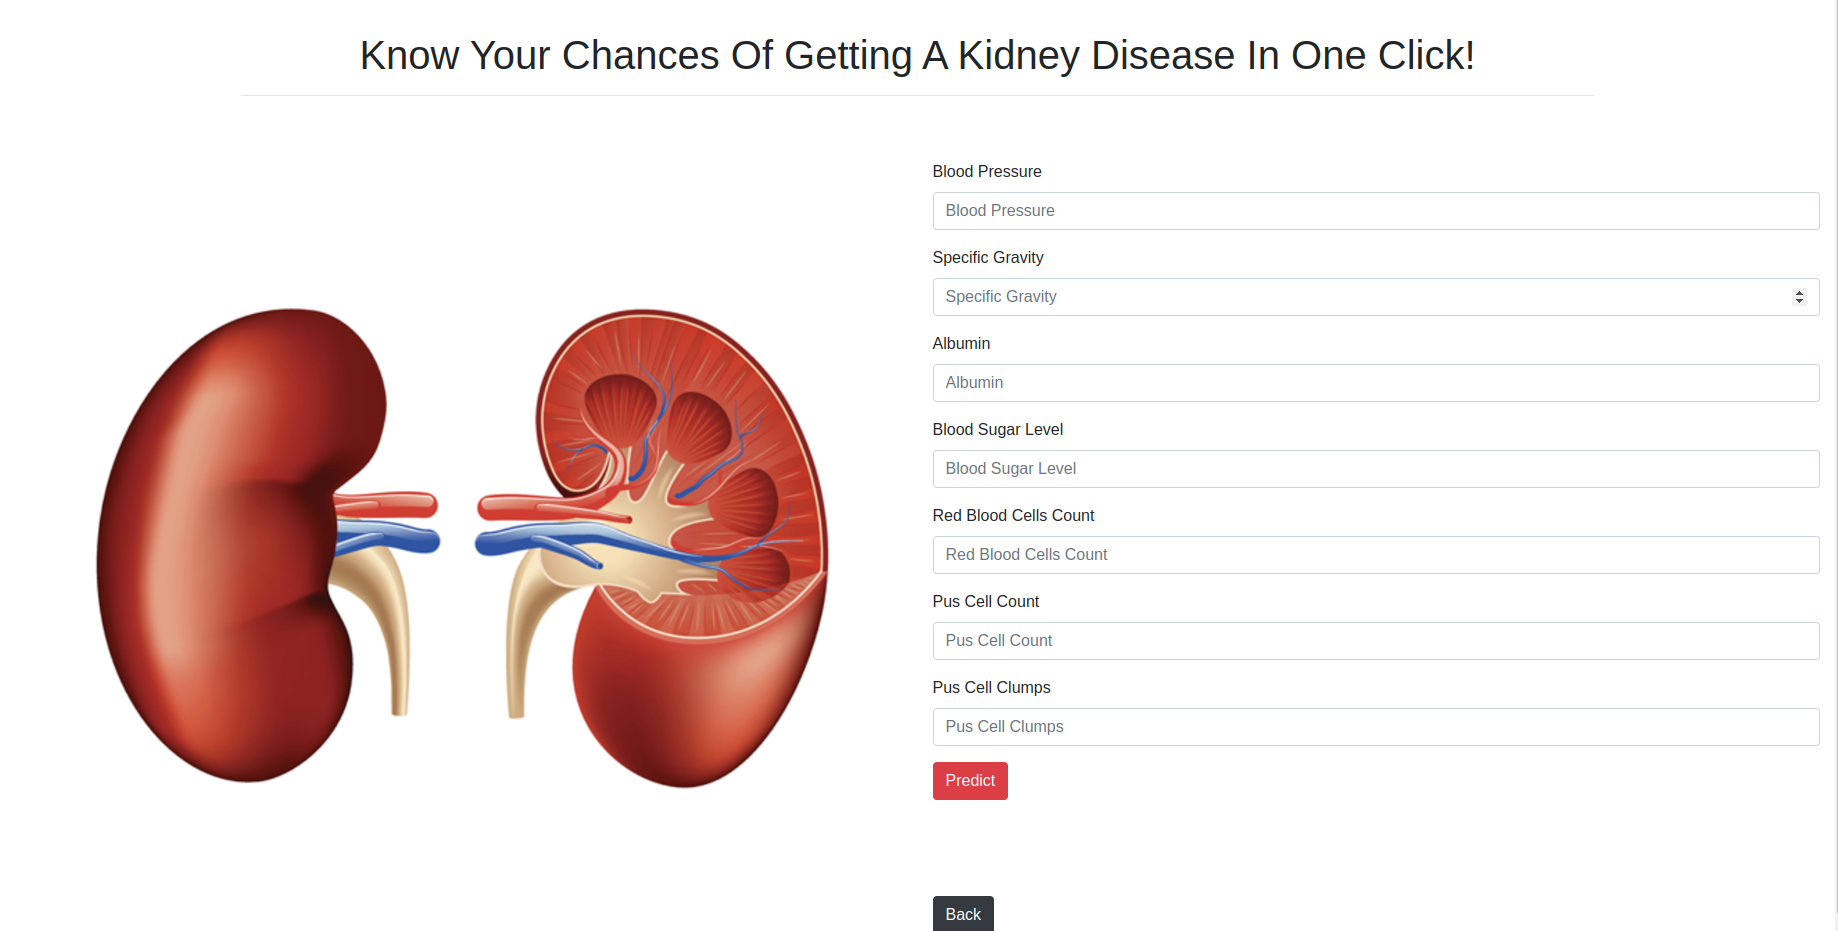 Know Your Chances Of Getting A Kidney Disease In One Click!
Blood Pressure
Blood Pressure
Specific Gravity
Specific Gravity
Albumin
Albumin
Blood Sugar Level
Blood Sugar Level
Red Blood Cells Count
Red Blood Cells Count
Pus Cell Count
Pus Cell Count
Pus Cell Clumps
Pus Cell Clumps
Predict
Back